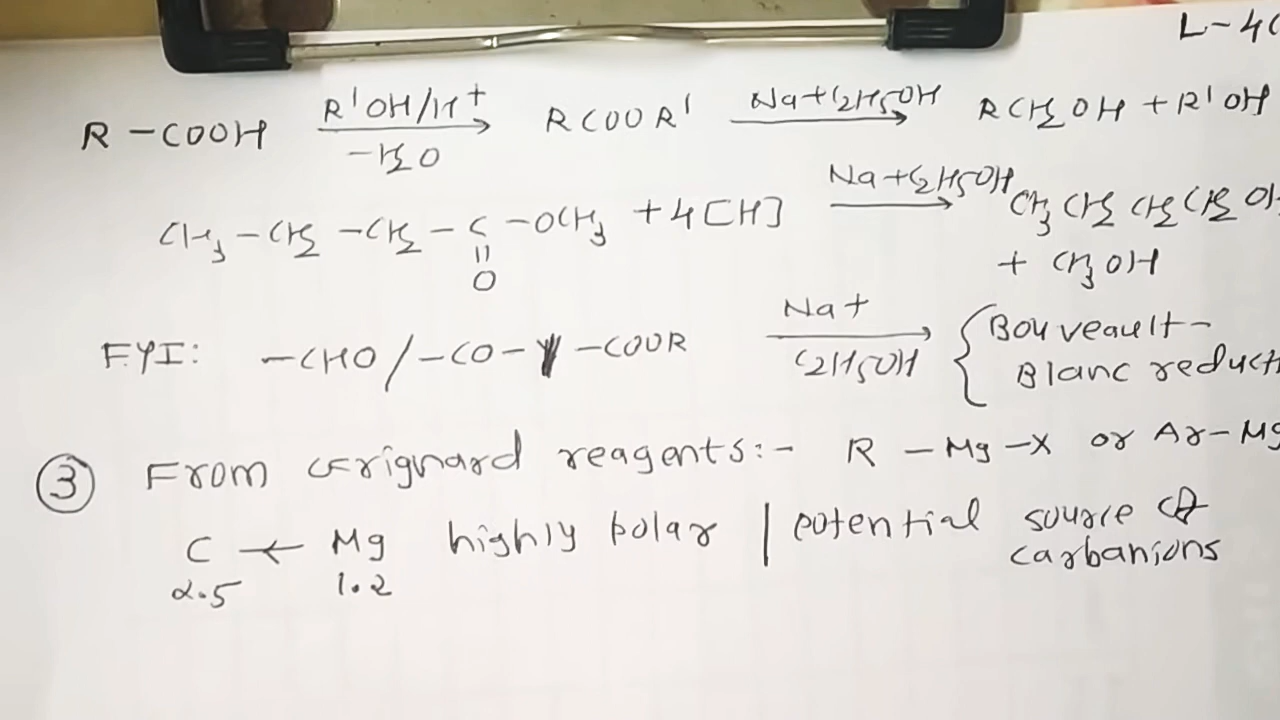 L-4
R-COOH R'OH/H+ -H2O → RCOOR' Na+C2H5OH → RCH2OH + R'OH
CH3-CH2-CH2-C-OCH3 + 4[H] Na+C2H5OH → CH3CH2CH2CH2OH
|| O
+ CH3OH
FYI: -CHO/-CO- -COOR Na+ C2H5OH → { Bouveault-
Blanc reducti
③ From Grignard reagents:- R-Mg-X or Ar-Mg
C ← Mg highly polar | potential source of
2.5 1.2 carbanions